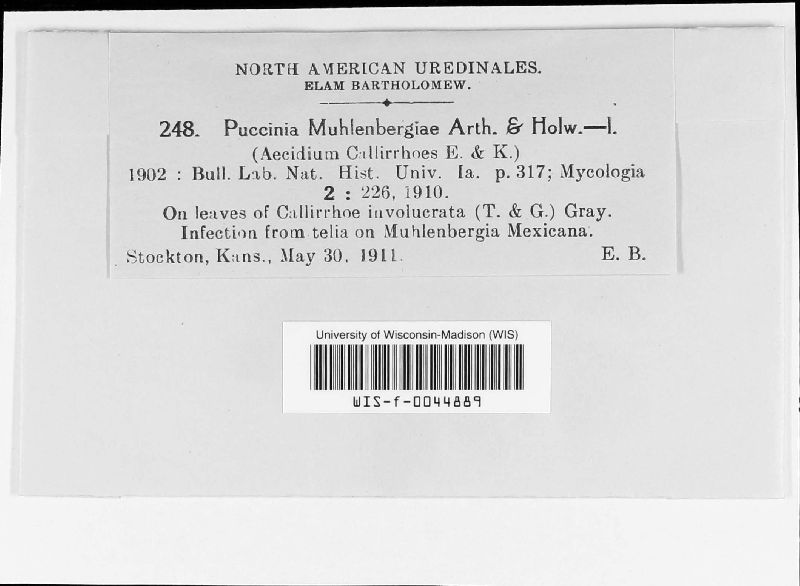 NORTH AMERICAN UREDINALES.
ELAM BARTHOLOMEW.
248. Puccinia Muhlenbergiae Arth. & Holw.—I.
(Aecidium Callirrhoes E. & K.)
1902 : Bull. Lab. Nat. Hist. Univ. Ia. p. 317; Mycologia
2 : 226, 1910.
On leaves of Callirrhoe involucrata (T. & G.) Gray.
Infection from telia on Muhlenbergia Mexicana.
Stockton, Kans., May 30, 1911. E. B.
University of Wisconsin-Madison (WIS)
WIS-f-0044889